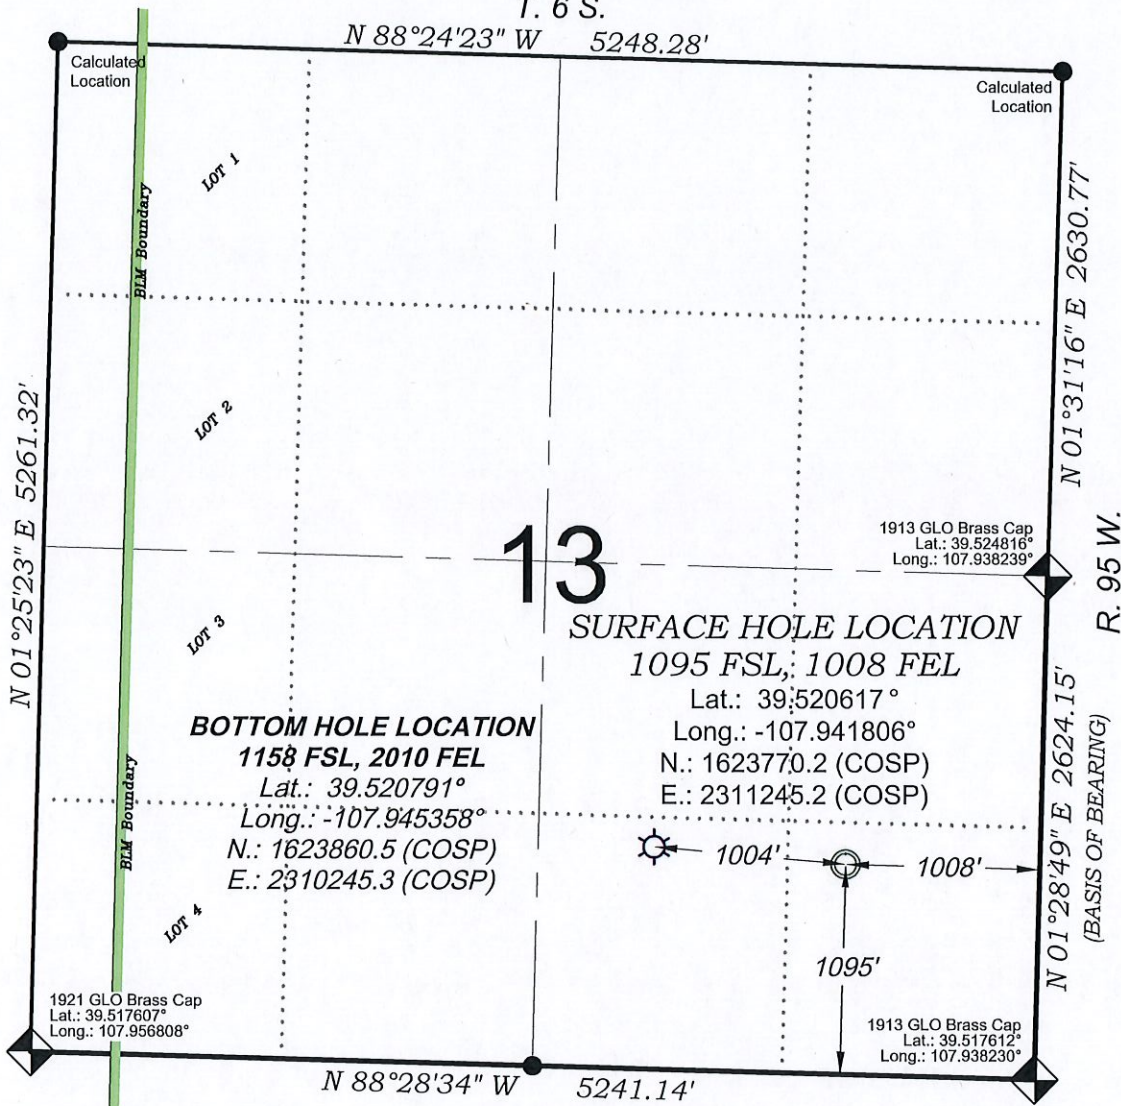 T. 6 S.
N 88°24'23" W 5248.28'
Calculated
Location
Calculated
Location
LOT 1
BLM Boundary
N 01°31'16" E 2630.77'
LOT 2
N 01°25'23" E 5261.32'
13
1913 GLO Brass Cap
Lat.: 39.524816°
Long.: 107.938239°
R. 95 W.
LOT 3
SURFACE HOLE LOCATION
1095 FSL, 1008 FEL
Lat.: 39.520617°
Long.: -107.941806°
N.: 1623770.2 (COSP)
E.: 2311245.2 (COSP)
BOTTOM HOLE LOCATION
1158 FSL, 2010 FEL
Lat.: 39.520791°
Long.: -107.945358°
N.: 1623860.5 (COSP)
E.: 2310245.3 (COSP)
BLM Boundary
N 01°28'49" E 2624.15'
(BASIS OF BEARING)
1004'
1008'
LOT 4
1095'
1921 GLO Brass Cap
Lat.: 39.517607°
Long.: 107.956808°
1913 GLO Brass Cap
Lat.: 39.517612°
Long.: 107.938230°
N 88°28'34" W 5241.14'